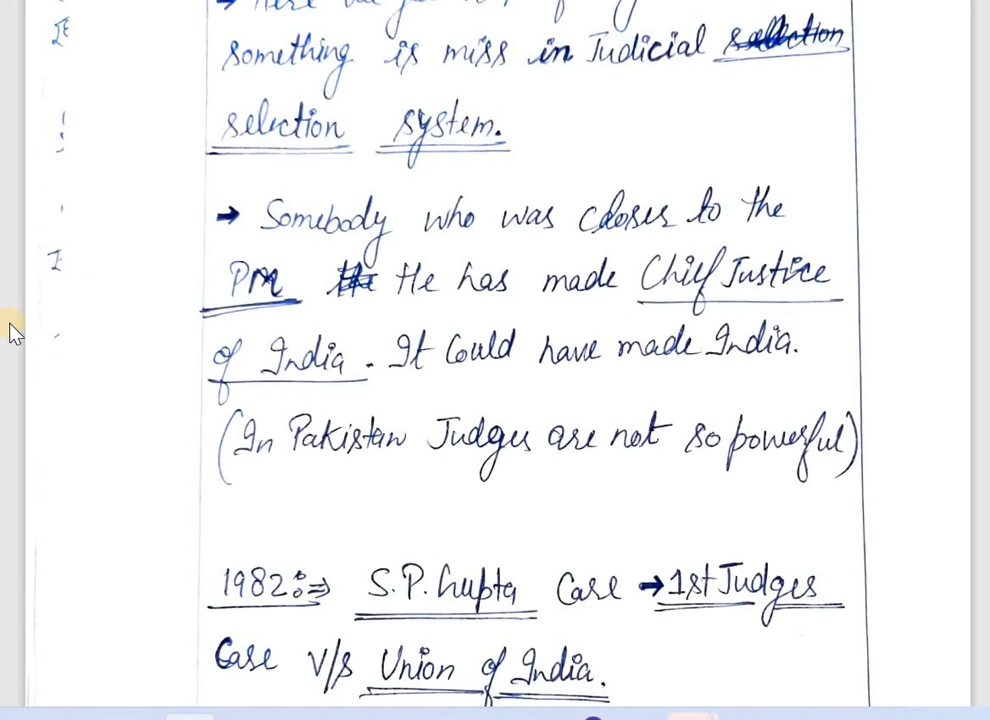 something is miss in Judicial
selection system.
→ Somebody who was closer to the
PM He has made Chief Justice
of India. It Could have made India.
(In Pakistan Judges are not so powerful)
1982:⇒ S.P. Gupta Case → 1st Judges
Case V/s Union of India.